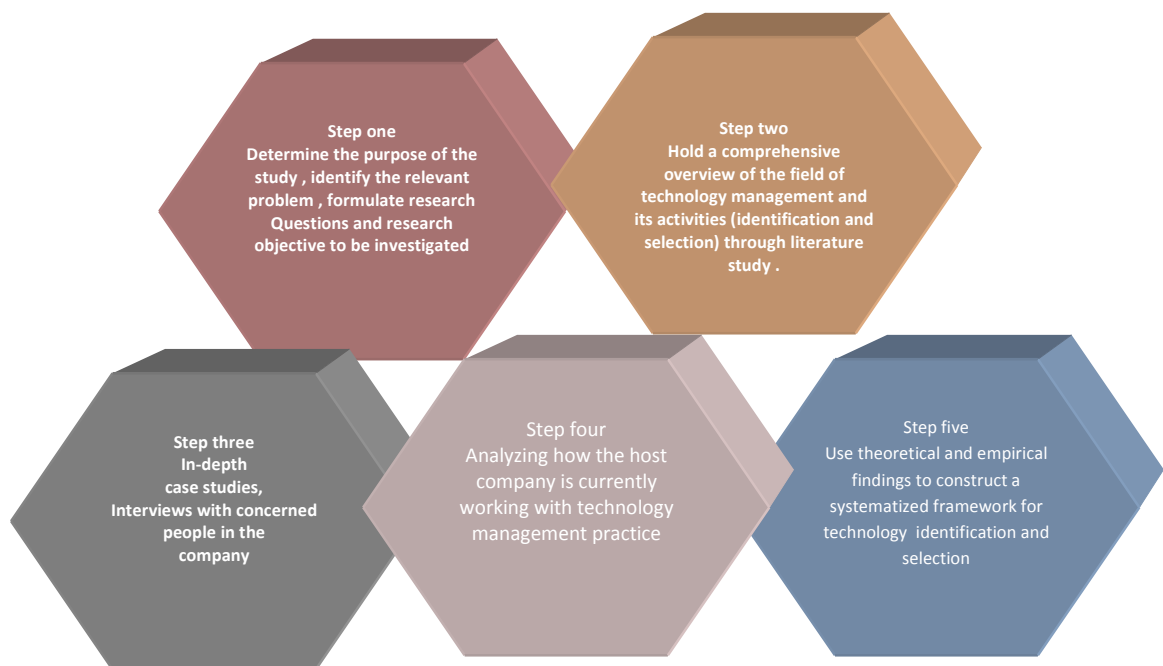 Step one
Determine the purpose of the
study , identify the relevant
problem , formulate research
Questions and research
objective to be investigated
Step two
Hold a comprehensive
overview of the field of
technology management and
its activities (identification and
selection) through literature
study .
Step three
In-depth
case studies,
Interviews with concerned
people in the
company
Step four
Analyzing how the host
company is currently
working with technology
management practice
Step five
Use theoretical and empirical
findings to construct a
systematized framework for
technology identification and
selection